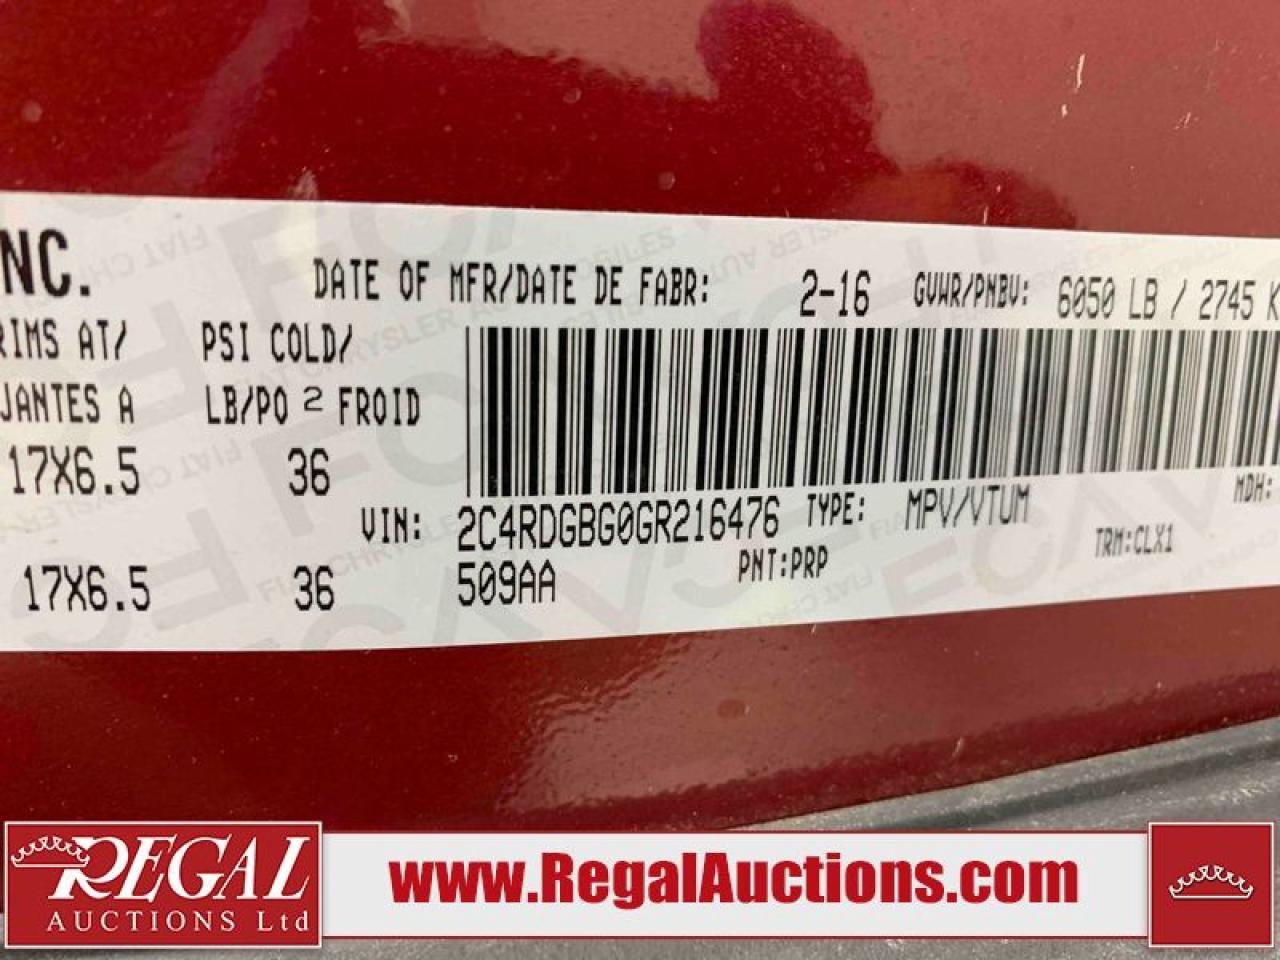 NC.
DATE OF MFR/DATE DE FABR: 2-16 GVWR/PNBV: 6050 LB / 2745 K
RIMS AT/ PSI COLD/
JANTES A LB/PO 2 FROID
17X6.5 36
VIN: 2C4RDGBG0GR216476 TYPE: MPV/VTUM MDH:
17X6.5 36 509AA PNT:PRP TRM:CLX1
REGAL
AUCTIONS Ltd
www.RegalAuctions.com